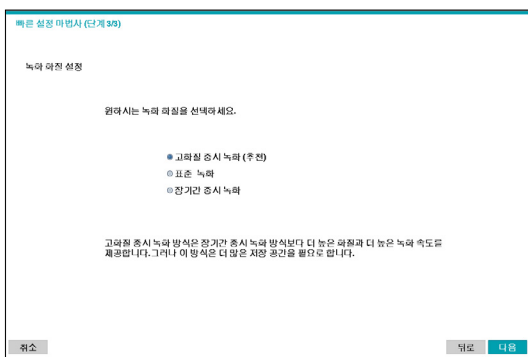 빠른 설정 마법사 (단계 3/3)
녹화 화질 설정
원하시는 녹화 화질을 선택하세요.
고화질 중시 녹화 (추천)
표준 녹화
장기간 중시 녹화
고화질 중시 녹화 방식은 장기간 중시 녹화 방식보다 더 높은 화질과 더 높은 녹화 속도를
제공합니다.그러나 이 방식은 더 많은 저장 공간을 필요로 합니다.
취소
뒤로
다음